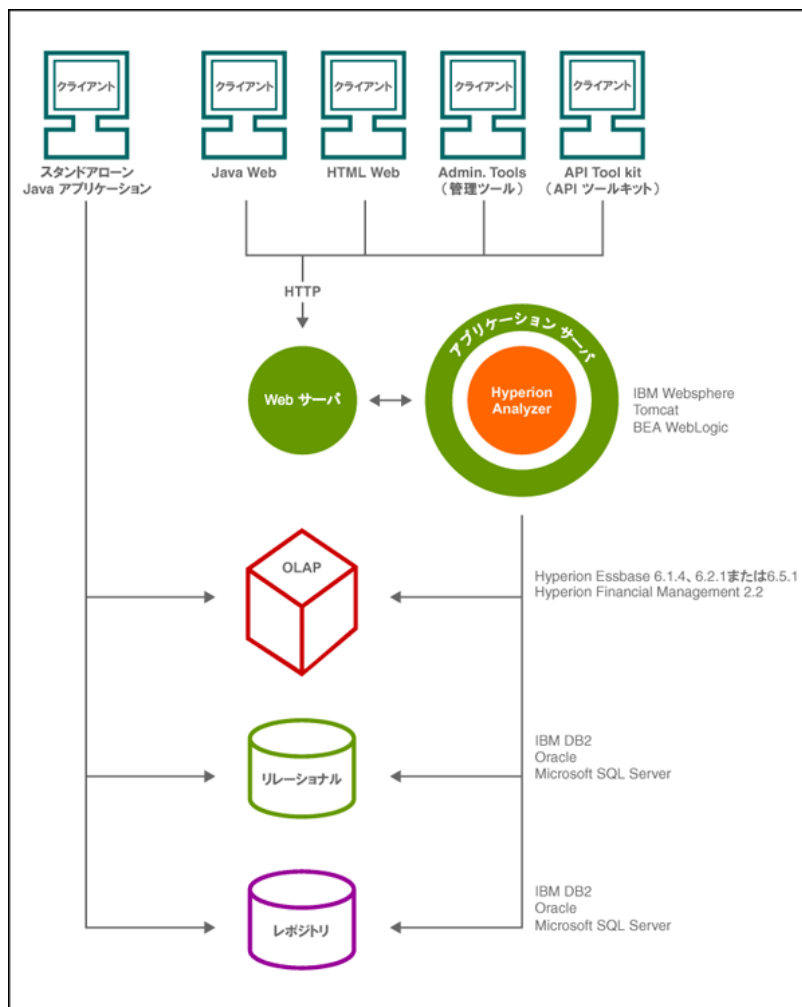 クライアント
クライアント
クライアント
クライアント
クライアント
スタンドアローン
Java アプリケーション
Java Web
HTML Web
Admin. Tools
（管理ツール）
API Tool kit
（API ツールキット）
HTTP
Web サーバ
アプリケーション サーバ
Hyperion
Analyzer
IBM Websphere
Tomcat
BEA WebLogic
OLAP
Hyperion Essbase 6.1.4、6.2.1または6.5.1
Hyperion Financial Management 2.2
リレーショナル
IBM DB2
Oracle
Microsoft SQL Server
レポジトリ
IBM DB2
Oracle
Microsoft SQL Server